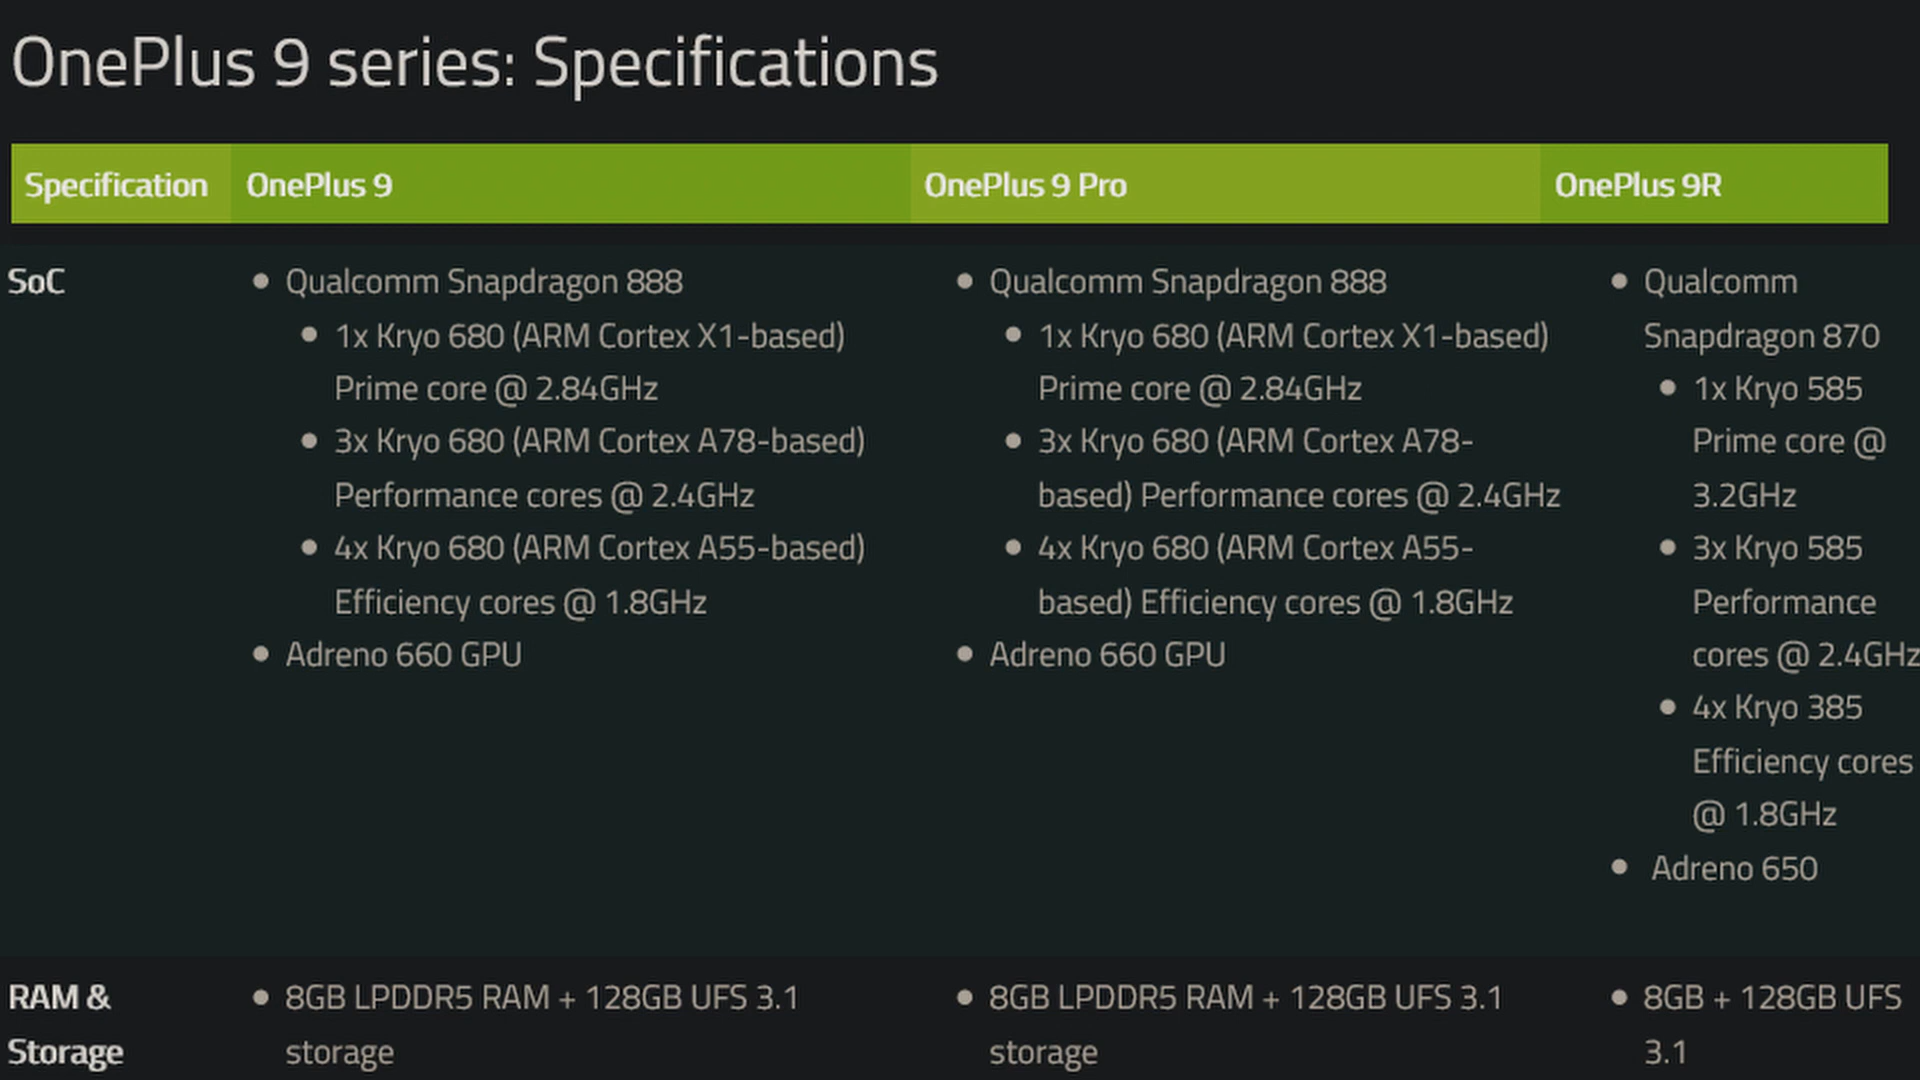 OnePlus 9 series: Specifications
Specification
OnePlus 9
OnePlus 9 Pro
OnePlus 9R
SoC
Qualcomm Snapdragon 888
1x Kryo 680 (ARM Cortex X1-based)
Prime core @ 2.84GHz
3x Kryo 680 (ARM Cortex A78-based)
Performance cores @ 2.4GHz
4x Kryo 680 (ARM Cortex A55-based)
Efficiency cores @ 1.8GHz
Adreno 660 GPU
Qualcomm Snapdragon 888
1x Kryo 680 (ARM Cortex X1-based)
Prime core @ 2.84GHz
3x Kryo 680 (ARM Cortex A78-
based) Performance cores @ 2.4GHz
4x Kryo 680 (ARM Cortex A55-
based) Efficiency cores @ 1.8GHz
Adreno 660 GPU
Qualcomm
Snapdragon 870
1x Kryo 585
Prime core @
3.2GHz
3x Kryo 585
Performance
cores @ 2.4GHz
4x Kryo 385
Efficiency cores
@ 1.8GHz
Adreno 650
RAM &
Storage
8GB LPDDR5 RAM + 128GB UFS 3.1
storage
8GB LPDDR5 RAM + 128GB UFS 3.1
storage
8GB + 128GB UFS
3.1